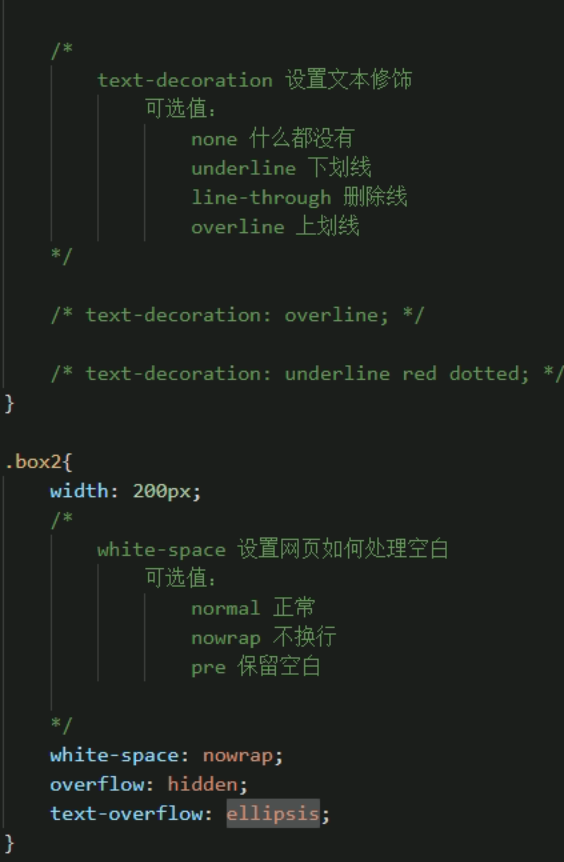 /*
text-decoration 设置文本修饰
可选值：
none 什么都没有
underline 下划线
line-through 删除线
overline 上划线
*/
/* text-decoration: overline; */
/* text-decoration: underline red dotted; */
}
.box2{
width: 200px;
/*
white-space 设置网页如何处理空白
可选值：
normal 正常
nowrap 不换行
pre 保留空白
*/
white-space: nowrap;
overflow: hidden;
text-overflow: ellipsis;
}